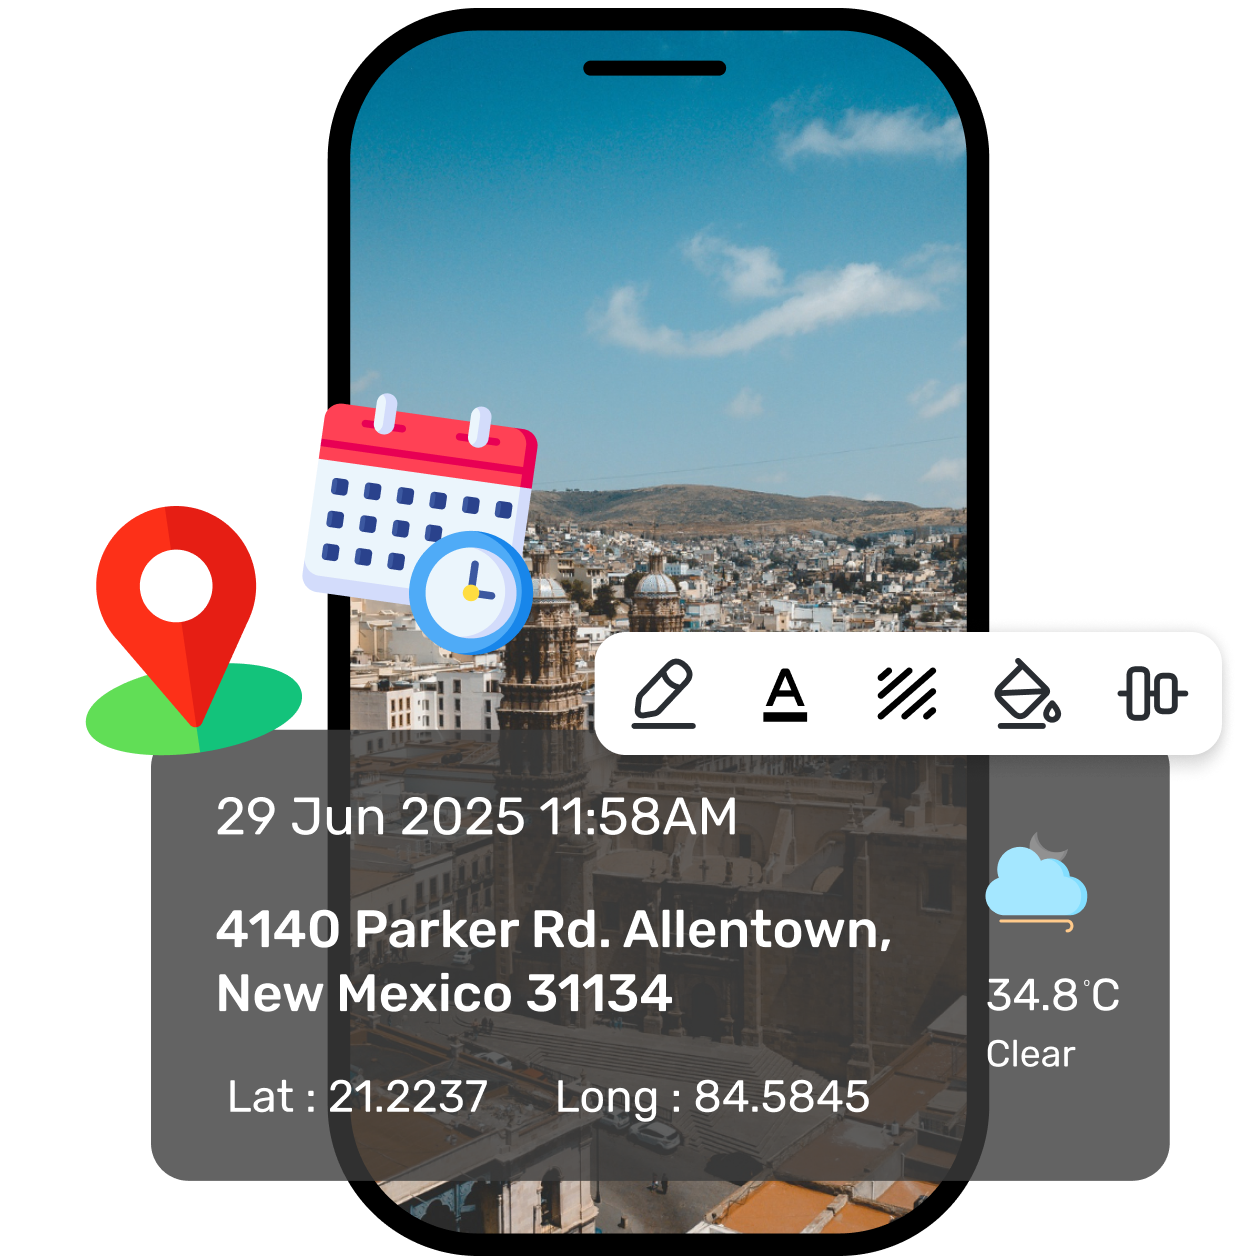 29 Jun 2025 11:58AM
4140 Parker Rd. Allentown,
New Mexico 31134
Lat : 21.2237 Long : 84.5845
34.8°C
Clear
A